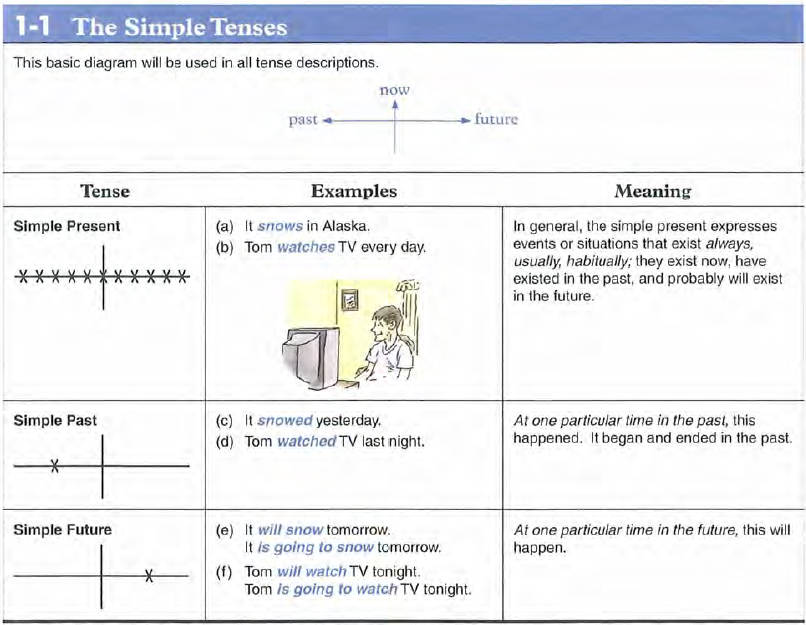 1-1 The Simple Tenses
This basic diagram will be used in all tense descriptions.
now
past
future
Tense
Examples
Meaning
Simple Present
(a) It snows in Alaska.
(b) Tom watches TV every day.
In general, the simple present expresses
events or situations that exist always,
usually, habitually; they exist now, have
existed in the past, and probably will exist
in the future.
Simple Past
(c) It snowed yesterday.
(d) Tom watched TV last night.
At one particular time in the past, this
happened. It began and ended in the past.
Simple Future
(e) It will snow tomorrow.
It is going to snow tomorrow.
(f) Tom will watch TV tonight.
Tom is going to watch TV tonight.
At one particular time in the future, this will
happen.